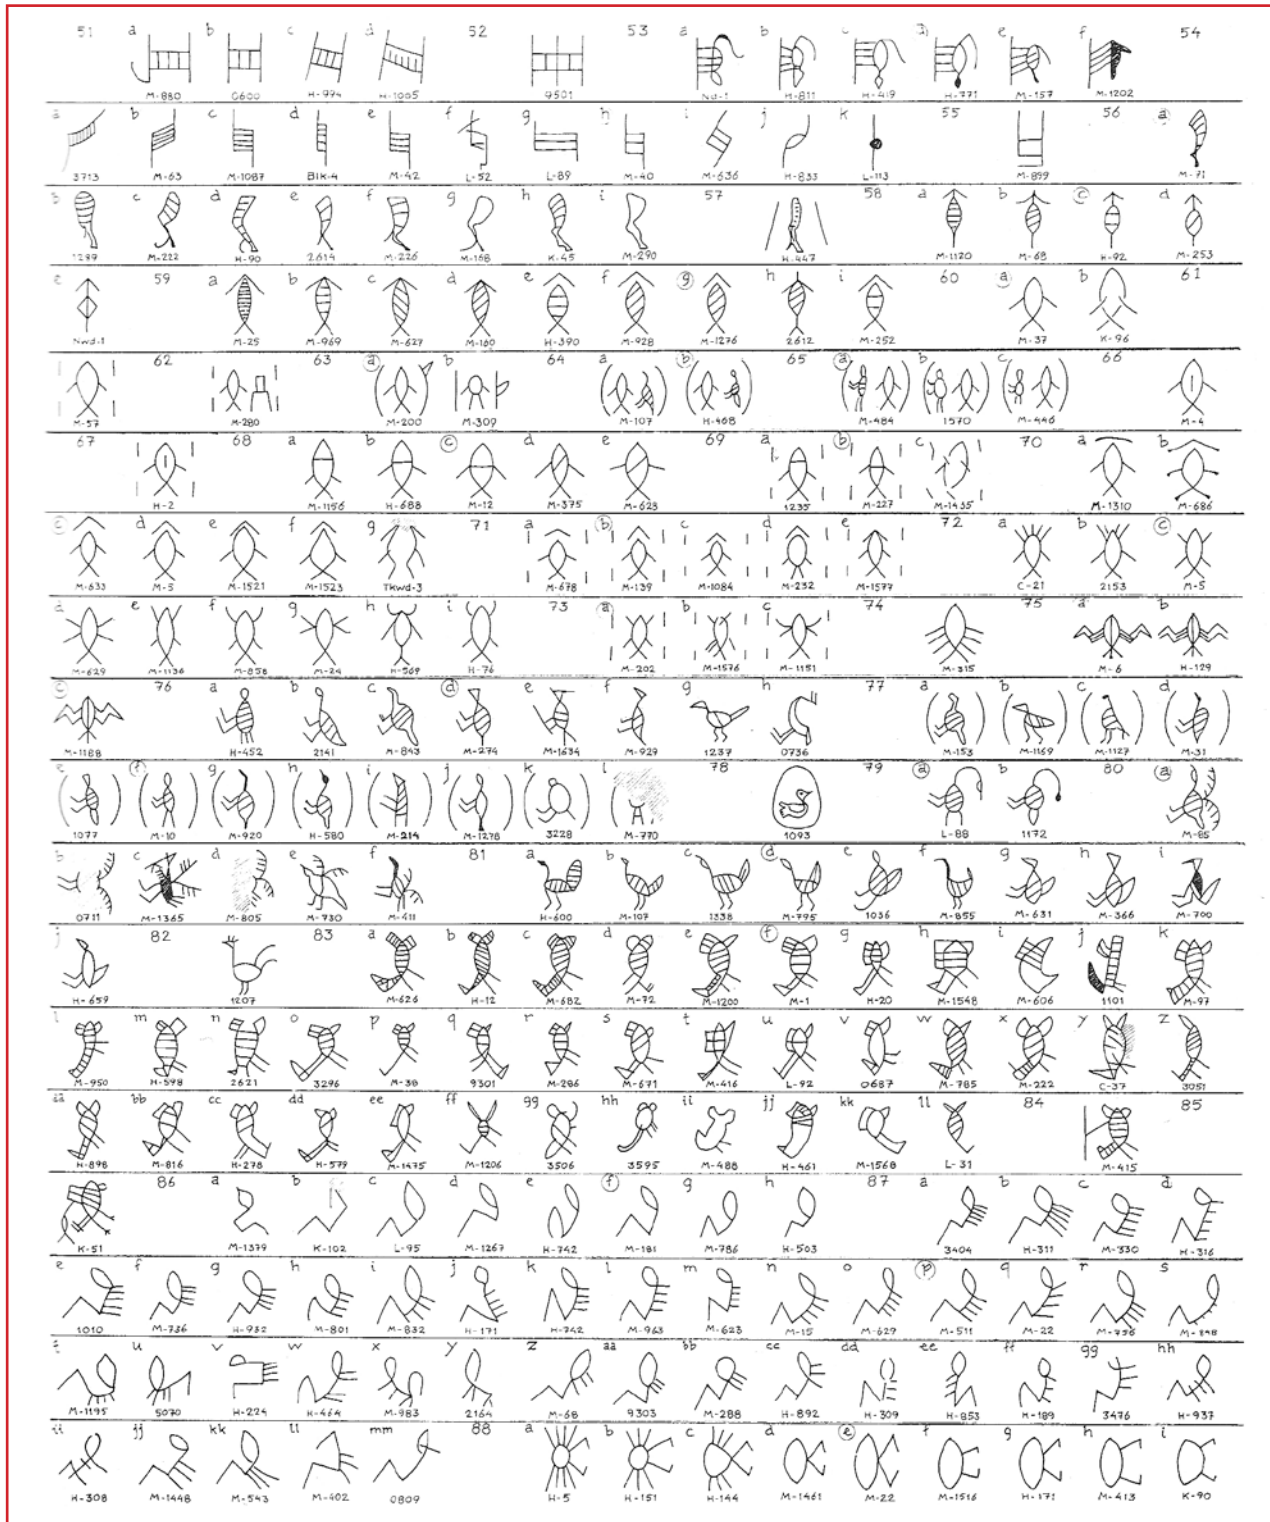 51 a b c d 52 53 a b c d e f 54
M-880 0600 H-994 H-1005 9501 Nd-1 H-811 H-419 H-771 M-157 M-1202
a b c d e f g h i j k 55 56 a
3713 M-63 M-1087 Blk-4 M-42 L-52 L-89 M-40 M-636 H-833 L-113 M-899 M-71
b c d e f g h i 57 58 a b c d
1299 M-222 H-90 2614 M-226 M-168 K-45 M-290 H-447 M-1120 M-68 H-92 M-253
e 59 a b c d e f g h i 60 a b 61
Nwd-1 M-25 M-969 M-627 M-160 H-390 M-928 M-1276 2612 M-252 M-37 K-96
62 63 a b 64 a b 65 a b c 66
M-57 M-280 M-200 M-309 M-107 H-468 M-484 1570 M-446 M-4
67 68 a b c d e 69 a b c 70 a b
H-2 M-1156 H-688 M-12 M-375 M-623 1235 M-227 M-1435 M-1310 M-686
c d e f g 71 a b c d e 72 a b c
M-633 M-5 M-1521 M-1523 Tkwd-3 M-678 M-139 M-1084 M-232 M-1577 C-21 2153 M-5
d e f g h i 73 a b c 74 75 a b
M-629 M-1136 M-858 M-24 H-569 H-76 M-202 M-1576 M-1151 M-315 M-6 H-129
c 76 a b c d e f g h 77 a b c d
M-1188 H-452 2141 M-843 M-274 M-1634 M-929 1237 0736 M-153 M-1169 M-1127 M-31
e f g h i j k l 78 79 a b 80 a
1077 M-10 M-920 H-580 M-214 M-1278 3228 M-770 1093 L-88 1172 M-85
b c d e f 81 a b c d e f g h i
0711 M-1365 M-805 M-730 M-411 H-600 M-107 1338 M-795 1036 M-855 M-631 M-366 M-700
j 82 83 a b c d e f g h i j k
H-659 1207 M-626 H-12 M-682 M-72 M-1200 M-1 H-20 M-1548 M-606 1101 M-97
l m n o p q r s t u v w x y z
M-950 H-598 2621 3296 M-38 9301 M-286 M-671 M-416 L-92 0687 M-785 M-222 C-37 3051
aa bb cc dd ee ff gg hh ii jj kk ll 84 85
H-898 M-816 H-278 H-579 M-1475 M-1206 3506 3595 M-488 H-461 M-1568 L-31 M-415
86 a b c d e f g h 87 a b c d
K-51 M-1379 K-102 L-95 M-1267 H-742 M-181 M-786 H-503 3404 H-311 M-330 H-316
e f g h i j k l m n o p q r s
1010 M-736 H-932 M-801 M-832 H-171 H-742 M-963 M-623 M-15 M-629 M-511 M-22 M-756 M-898
t u v w x y z aa bb cc dd ee ff gg hh
M-1195 5070 H-224 H-464 M-983 2164 M-68 9303 M-288 H-892 H-309 H-853 H-189 3476 H-937
ii jj kk ll mm 88 a b c d e f g h i
H-308 M-1448 M-543 M-402 0809 H-5 H-151 H-144 M-1461 M-22 M-1516 H-171 M-413 K-90